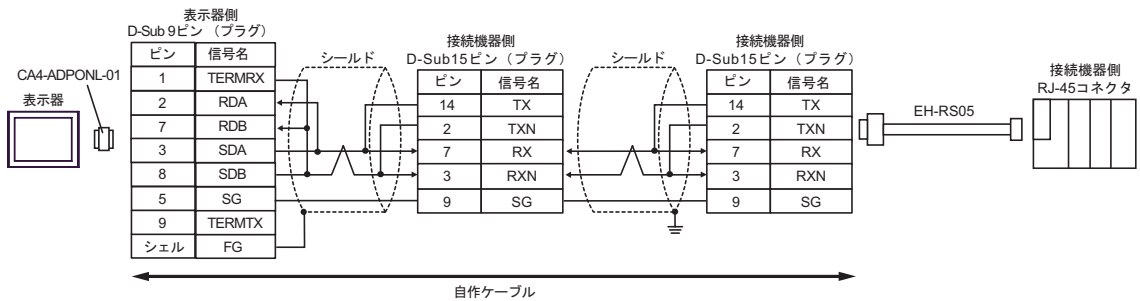 CA4-ADPONL-01
表示器
表示器側
D-Sub 9ピン （プラグ）
ピン 信号名
1 TERMRX
2 RDA
7 RDB
3 SDA
8 SDB
5 SG
9 TERMTX
シェル FG
シールド
接続機器側
D-Sub15ピン（プラグ）
ピン 信号名
14 TX
2 TXN
7 RX
3 RXN
9 SG
シールド
接続機器側
D-Sub15ピン（プラグ）
ピン 信号名
14 TX
2 TXN
7 RX
3 RXN
9 SG
EH-RS05
接続機器側
RJ-45コネクタ
自作ケーブル